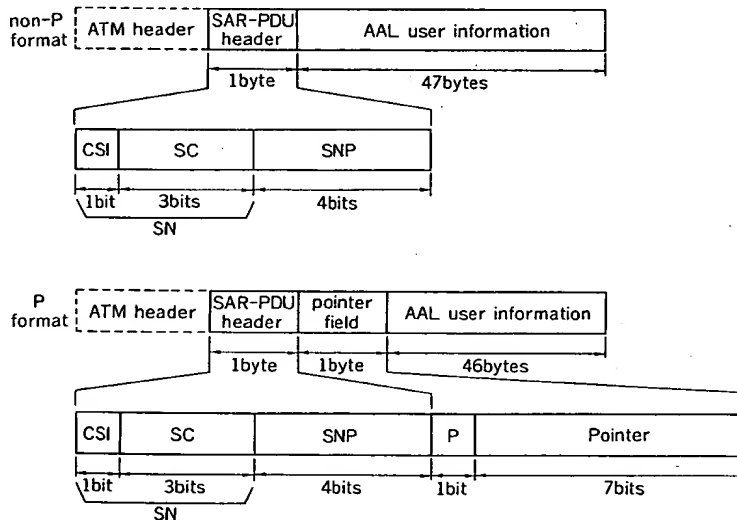 non-P
format
ATM header
SAR-PDU
header
AAL user information
1byte
47bytes
CSI
SC
SNP
1bit
3bits
4bits
SN
P
format
ATM header
SAR-PDU
header
pointer
field
AAL user information
1byte
1byte
46bytes
CSI
SC
SNP
P
Pointer
1bit
3bits
4bits
1bit
7bits
SN